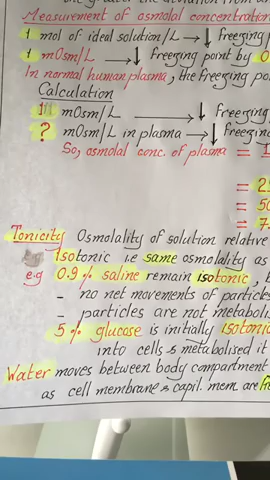 Measurement of osmolal concentration
1 mol of ideal solution/L → ↓ freezing
1 mOsm/L → ↓ freezing point by 0
In normal human plasma, the freezing po
Calculation
1 mOsm/L → ↓ freezing
? mOsm/L in plasma → ↓ freezin
So, osmolal conc. of plasma =
=
=
=
Tonicity Osmolality of solution relative
Isotonic i.e same osmolality as
e.g 0.9% saline remain isotonic,
- no net movements of particles
- particles are not metaboli
5% glucose is initially isotonic
into cells & metabolised it
Water moves between body compartment
as cell membrane & capil. mem. are fre